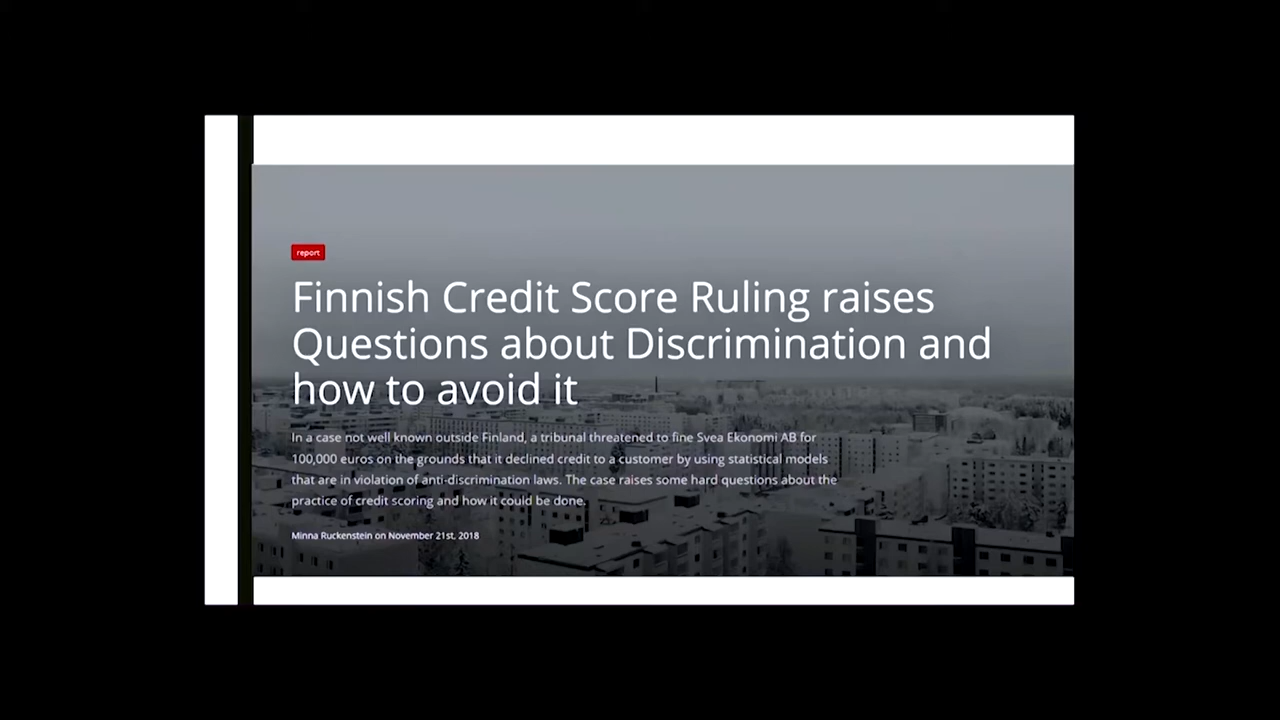 report
Finnish Credit Score Ruling raises
Questions about Discrimination and
how to avoid it
In a case not well known outside Finland, a tribunal threatened to fine Svea Ekonomi AB for
100,000 euros on the grounds that it declined credit to a customer by using statistical models
that are in violation of anti-discrimination laws. The case raises some hard questions about the
practice of credit scoring and how it could be done.
Minna Ruckenstein on November 21st, 2018